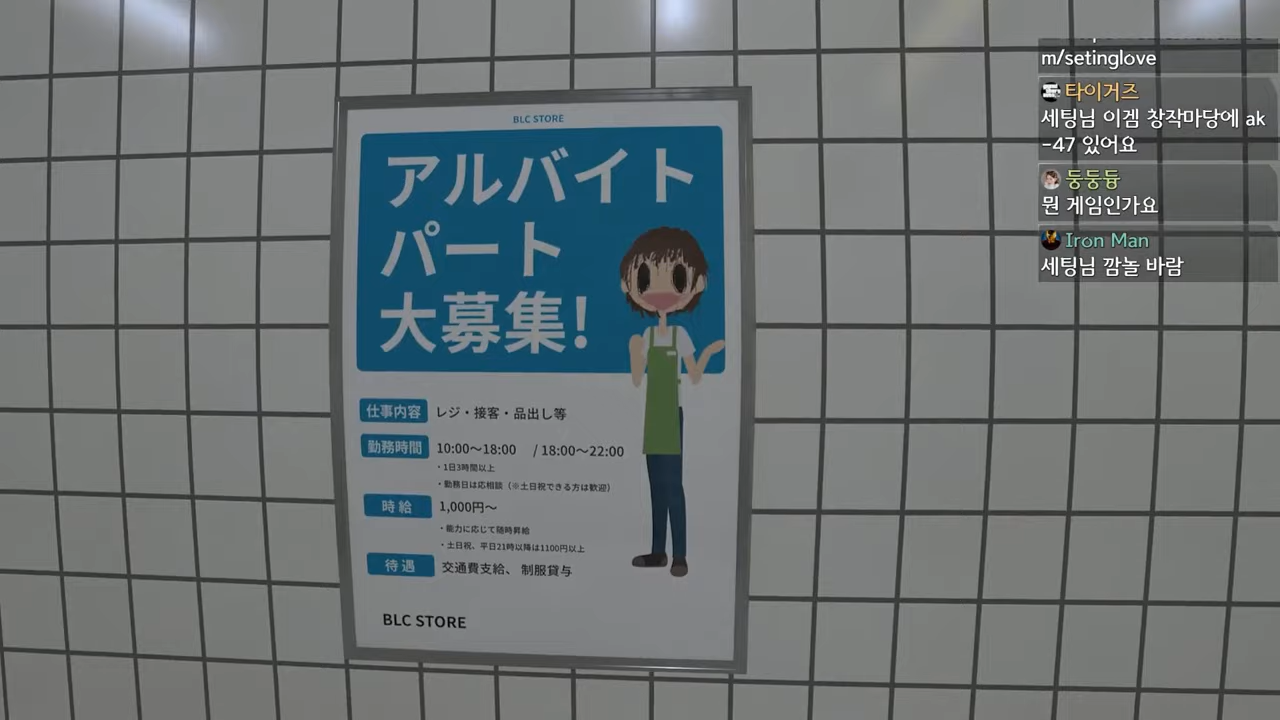 BLC STORE
アルバイト
パート
大募集!
仕事内容 レジ・接客・品出し等
勤務時間 10:00〜18:00 / 18:00〜22:00
・1日3時間以上
・勤務日は応相談（※土日祝できる方は歓迎）
時給 1,000円〜
・能力に応じて随時昇給
・土日祝、平日21時以降は1100円以上
待遇 交通費支給、 制服貸与
BLC STORE
m/setinglove
타이거즈
세팅님 이겜 창작마당에 ak
-47 있어요
둥둥듕
뭔 게임인가요
Iron Man
세팅님 깜놀 바람